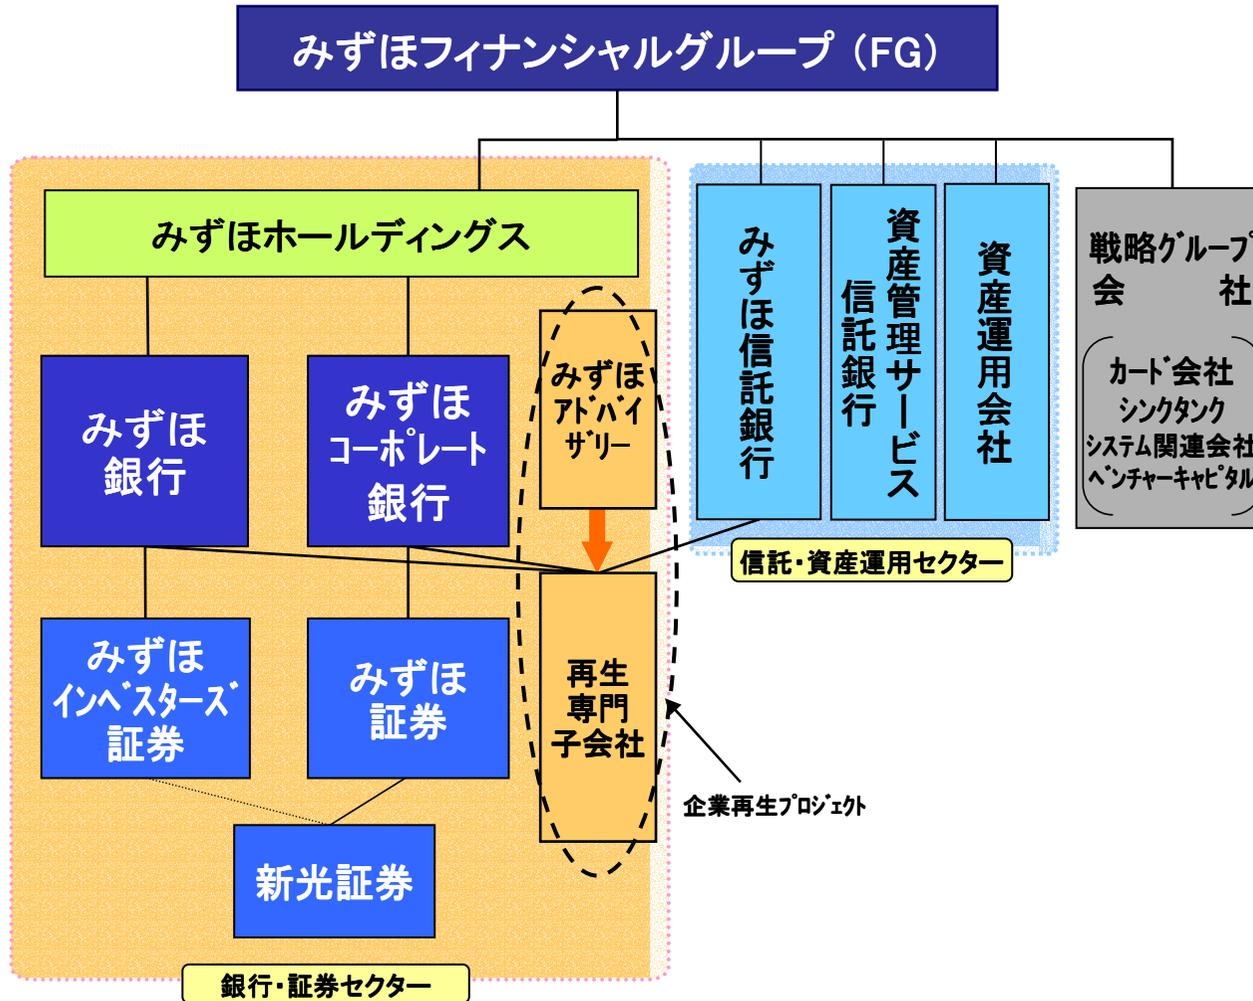 みずほフィナンシャルグループ（FG）
みずほホールディングス
みずほ
銀行
みずほ
コーポレート
銀行
みずほ
アドバイ
ザリー
みずほ
インベスターズ
証券
みずほ
証券
再生
専門
子会社
新光証券
銀行・証券セクター
みずほ信託銀行
資産管理サービス
信託銀行
資産運用会社
信託・資産運用セクター
企業再生プロジェクト
戦略グループ
会社
カード会社
シンクタンク
システム関連会社
ベンチャーキャピタル